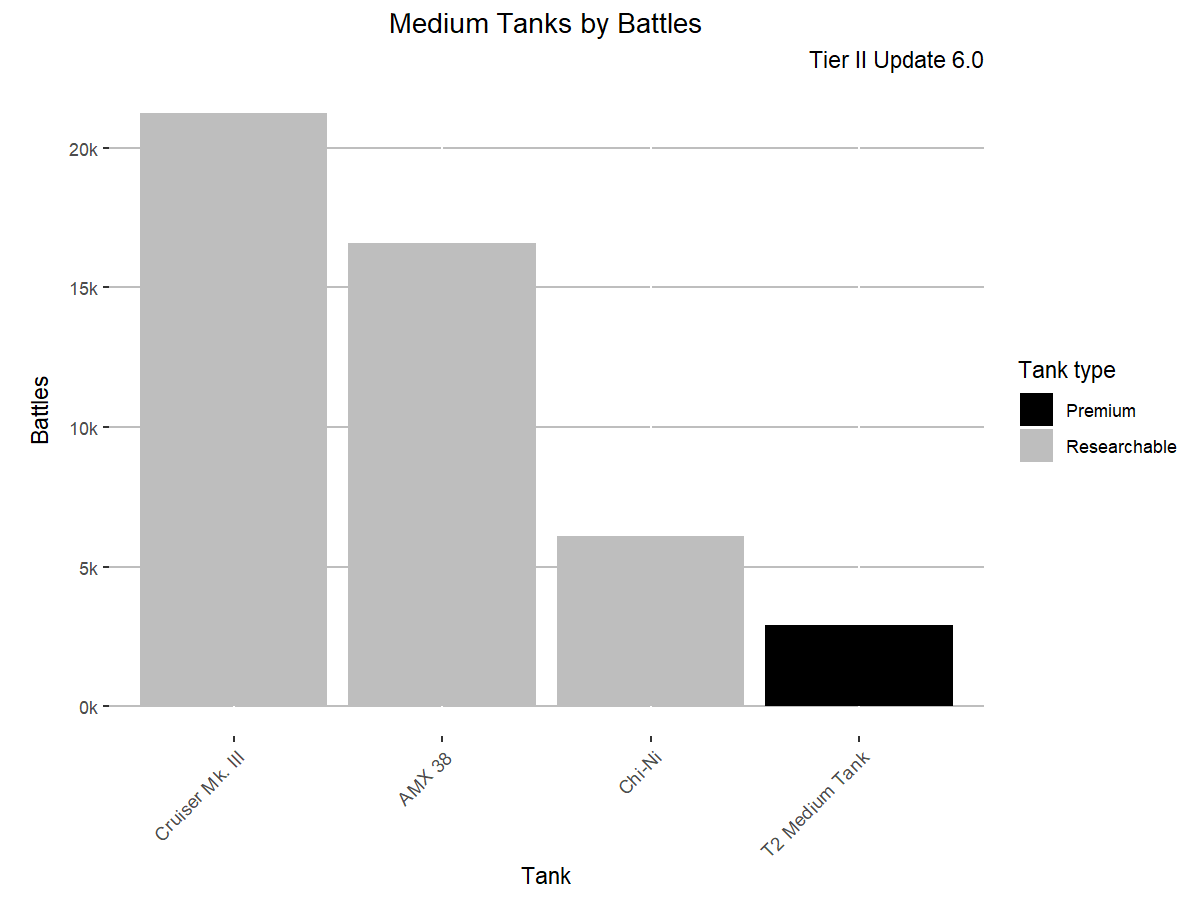 Medium Tanks by Battles
Tier II Update 6.0
20k
15k
10k
5k
0k
Battles
Cruiser Mk. III
AMX 38
Chi-Ni
T2 Medium Tank
Tank
Tank type
Premium
Researchable